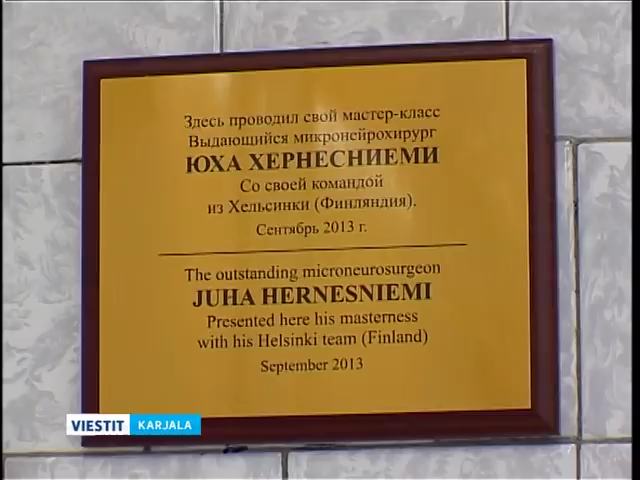 Здесь проводил свой мастер-класс
Выдающийся микронейрохирург
ЮХА ХЕРНЕСНИЕМИ
Со своей командой
из Хельсинки (Финляндия).
Сентябрь 2013 г.
The outstanding microneurosurgeon
JUHA HERNESNIEMI
Presented here his masterness
with his Helsinki team (Finland)
September 2013
VIESTIT KARJALA